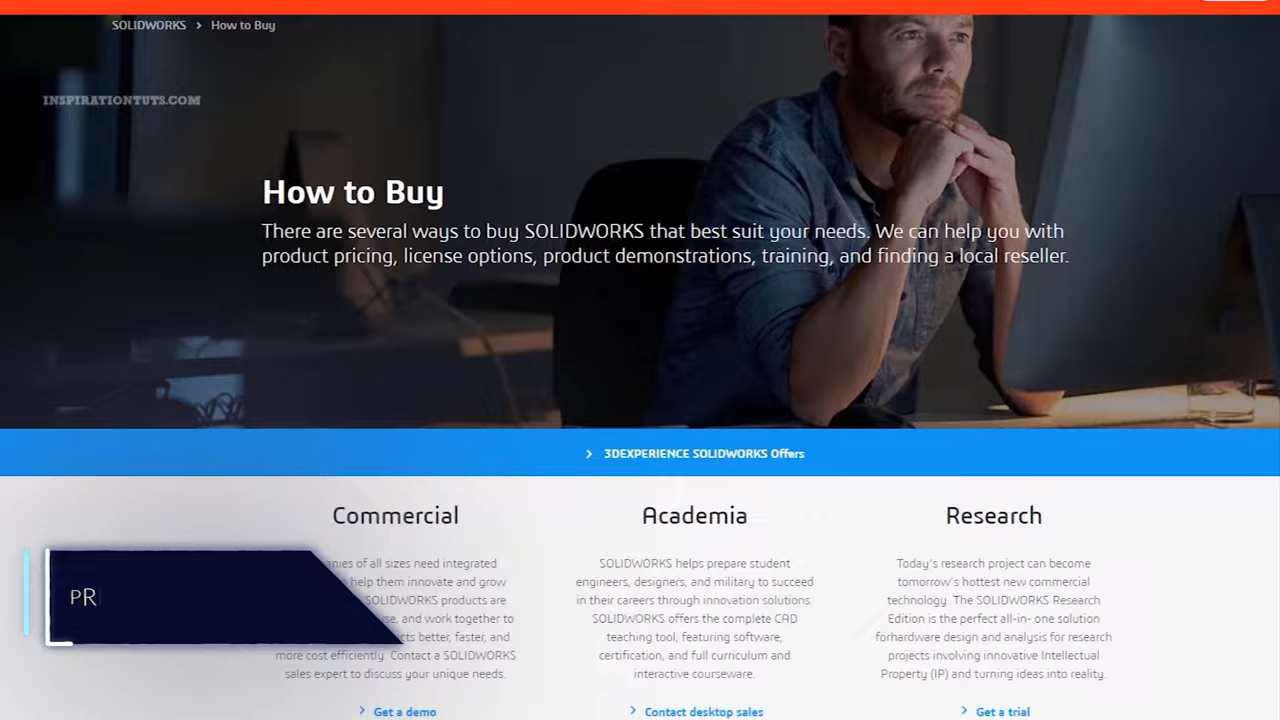 SOLIDWORKS > How to Buy
INSPIRATIONTUTS.COM
How to Buy
There are several ways to buy SOLIDWORKS that best suit your needs. We can help you with
product pricing, license options, product demonstrations, training, and finding a local reseller.
> 3DEXPERIENCE SOLIDWORKS Offers
Commercial
of all sizes need integrated
help them innovate and grow
SOLIDWORKS products are
and work together to
better, faster, and
more cost efficiently. Contact a SOLIDWORKS
sales expert to discuss your unique needs.
> Get a demo
Academia
SOLIDWORKS helps prepare student
engineers, designers, and military to succeed
in their careers through innovation solutions.
SOLIDWORKS offers the complete CAD
teaching tool, featuring software,
certification, and full curriculum and
interactive courseware.
> Contact desktop sales
Research
Today's research project can become
tomorrow's hottest new commercial
technology. The SOLIDWORKS Research
Edition is the perfect all-in- one solution
forhardware design and analysis for research
projects involving innovative Intellectual
Property (IP) and turning ideas into reality.
> Get a trial
PR